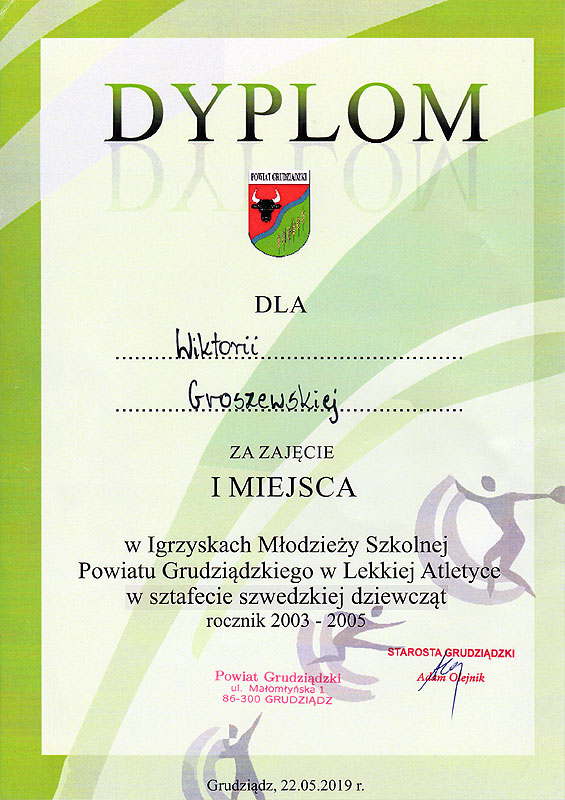 DYPLOM
POWIAT GRUDZIĄDZKI
DLA
Wiktorii
Groszewskiej
ZA ZAJĘCIE
I MIEJSCA
w Igrzyskach Młodzieży Szkolnej
Powiatu Grudziądzkiego w Lekkiej Atletyce
w sztafecie szwedzkiej dziewcząt
rocznik 2003 - 2005
STAROSTA GRUDZIĄDZKI
Adam Olejnik
Powiat Grudziądzki
ul. Małomłyńska 1
86-300 GRUDZIĄDZ
Grudziądz, 22.05.2019 r.